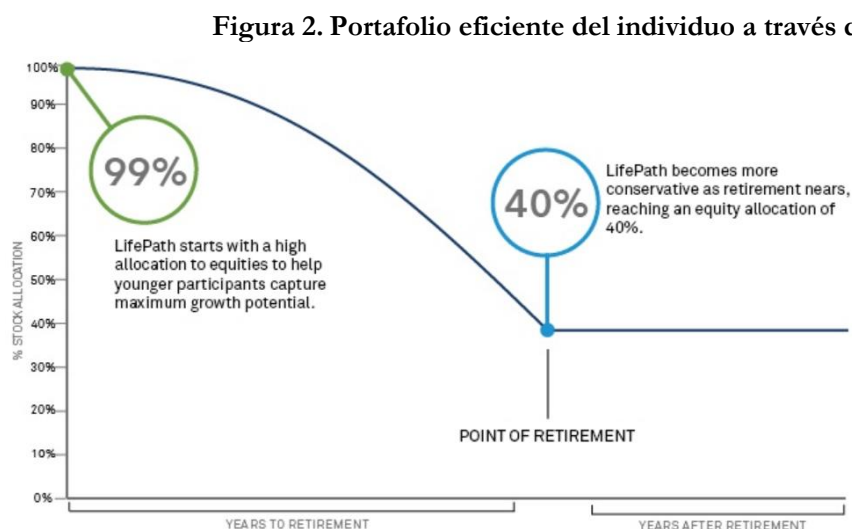 Figura 2. Portafolio eficiente del individuo a través
100%
90%
80%
70%
60%
50%
40%
30%
20%
10%
0%
% STOCK ALLOCATION
99%
LifePath starts with a high
allocation to equities to help
younger participants capture
maximum growth potential.
40%
LifePath becomes more
conservative as retirement nears,
reaching an equity allocation of
40%.
POINT OF RETIREMENT
YEARS TO RETIREMENT
YEARS AFTER RETIREMENT